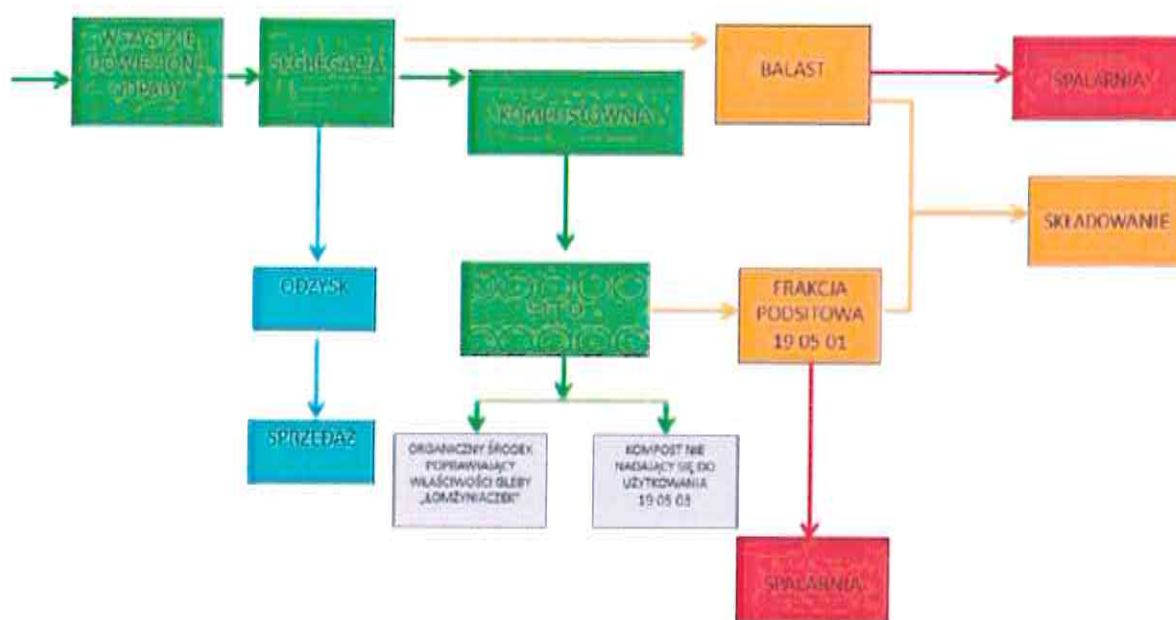 WSZYSTKIE
DOWIEZIONE
ODPADY
SEGREGACJA
BALAST
SPALARNIA
KOMPOSTOWNIA
SKŁADOWANIE
ODZYSK
SITO
FRAKCJA
PODSITOWA
19 05 01
SPRZEDAŻ
ORGANICZNY ŚRODEK
POPRAWIAJĄCY
WŁAŚCIWOŚCI GLEBY
„ŁOMŻYNIACZEK"
KOMPOST NIE
NADAJĄCY SIĘ DO
UŻYTKOWANIA
19 05 03
SPALARNIA